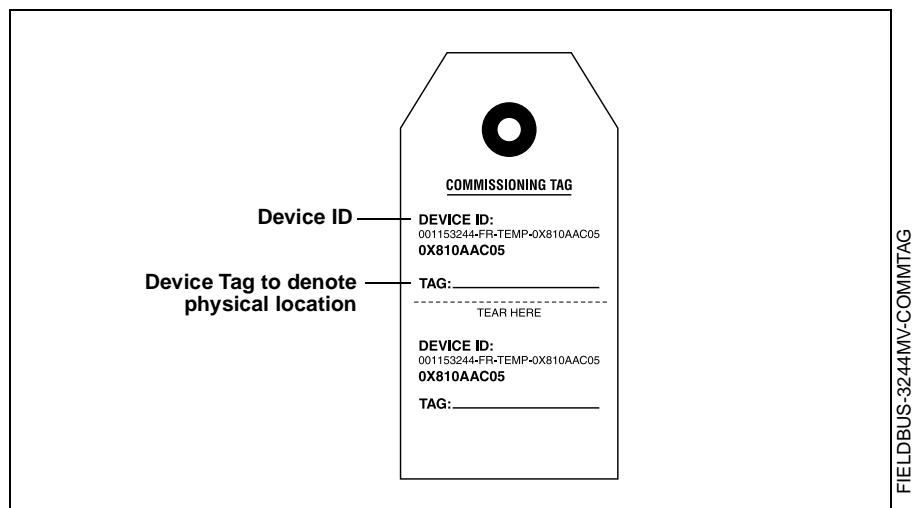 COMMISSIONING TAG
Device ID
DEVICE ID:
001153244-FR-TEMP-0X810AAC05
0X810AAC05
Device Tag to denote
physical location
TAG:
TEAR HERE
DEVICE ID:
001153244-FR-TEMP-0X810AAC05
0X810AAC05
TAG:
FIELDBUS-3244MV-COMMTAG